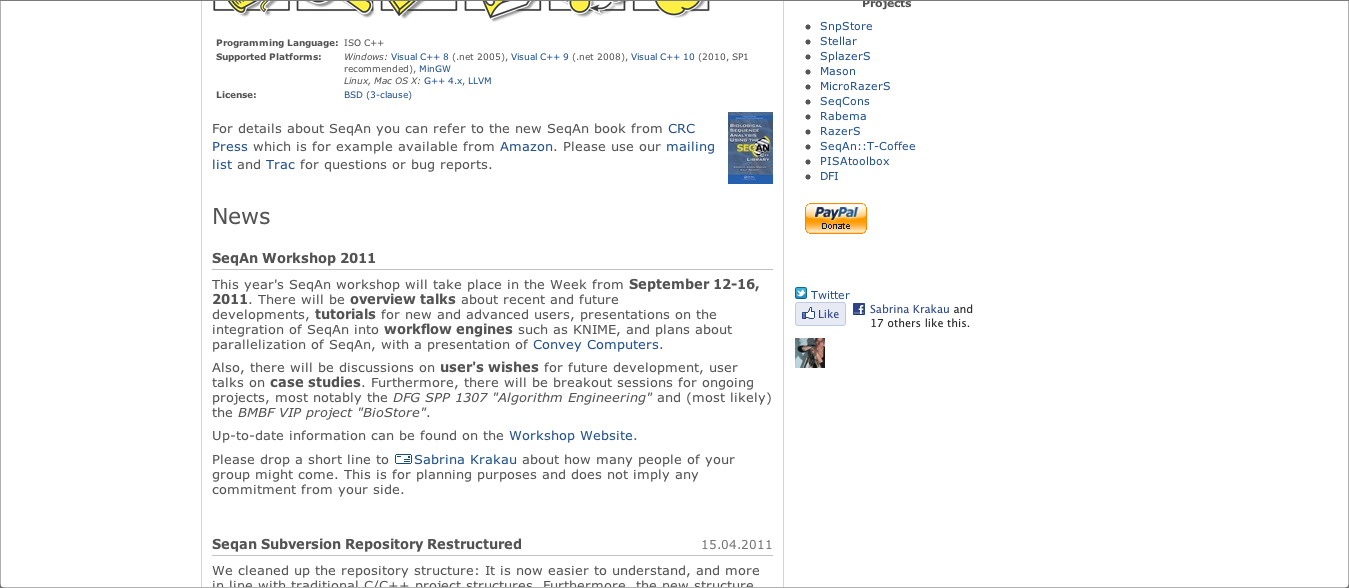 Programming Language: ISO C++
Supported Platforms: Windows: Visual C++ 8 (.net 2005), Visual C++ 9 (.net 2008), Visual C++ 10 (2010, SP1
recommended), MinGW
Linux, Mac OS X: G++ 4.x, LLVM
License: BSD (3-clause)
For details about SeqAn you can refer to the new SeqAn book from CRC
Press which is for example available from Amazon. Please use our mailing
list and Trac for questions or bug reports.
BIOLOGICAL
SEQUENCE
ANALYSIS
USING THE
SEQAN
C++
LIBRARY
News
SeqAn Workshop 2011
This year's SeqAn workshop will take place in the Week from September 12-16,
2011. There will be overview talks about recent and future
developments, tutorials for new and advanced users, presentations on the
integration of SeqAn into workflow engines such as KNIME, and plans about
parallelization of SeqAn, with a presentation of Convey Computers.
Also, there will be discussions on user's wishes for future development, user
talks on case studies. Furthermore, there will be breakout sessions for ongoing
projects, most notably the DFG SPP 1307 "Algorithm Engineering" and (most likely)
the BMBF VIP project "BioStore".
Up-to-date information can be found on the Workshop Website.
Please drop a short line to Sabrina Krakau about how many people of your
group might come. This is for planning purposes and does not imply any
commitment from your side.
Seqan Subversion Repository Restructured 15.04.2011
We cleaned up the repository structure: It is now easier to understand, and more
in line with traditional C/C++ project structures. Furthermore, the new structure
Projects
SnpStore
Stellar
SplazerS
Mason
MicroRazerS
SeqCons
Rabema
RazerS
SeqAn::T-Coffee
PISAtoolbox
DFI
PayPal
Donate
Twitter
Like
Sabrina Krakau and
17 others like this.